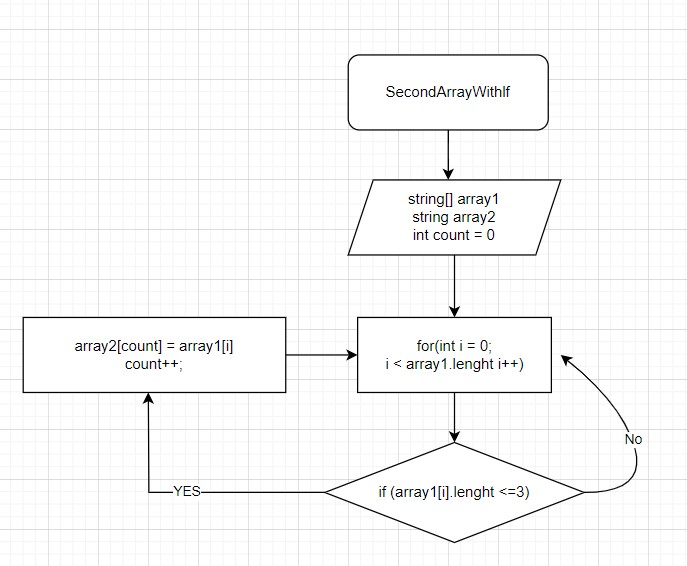 SecondArrayWithIf
string[] array1
string array2
int count = 0
array2[count] = array1[i]
count++;
for(int i = 0;
i < array1.lenght i++)
No
YES
if (array1[i].lenght <=3)